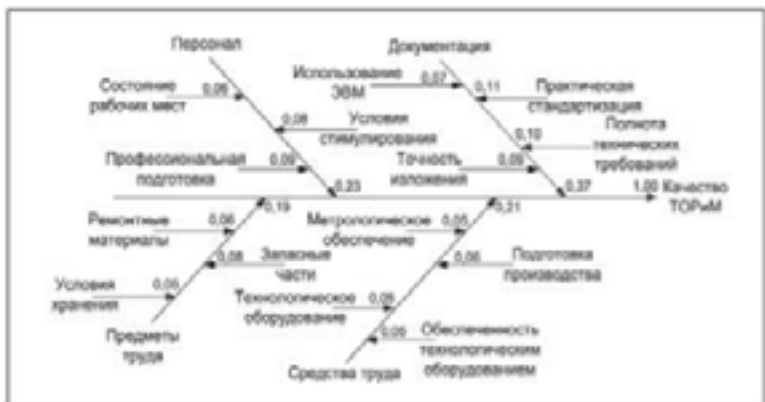 Персонал
Документация
Состояние
рабочих мест
0,06
Использование
ЭВМ
0,07
0,11
Практическая
стандартизация
0,08
Условия
стимулирования
0,10
Полнота
технических
требований
Профессиональная
подготовка
0,09
Точность
изложения
0,09
0,23
0,37
1,00
Качество
ТОРиМ
0,19
0,21
Ремонтные
материалы
0,06
Метрологическое
обеспечение
0,05
0,08
Запасные
части
0,06
Подготовка
производства
Условия
хранения
0,05
Технологическое
оборудование
0,05
Предметы
труда
0,05
Обеспеченность
технологическим
оборудованием
Средства труда